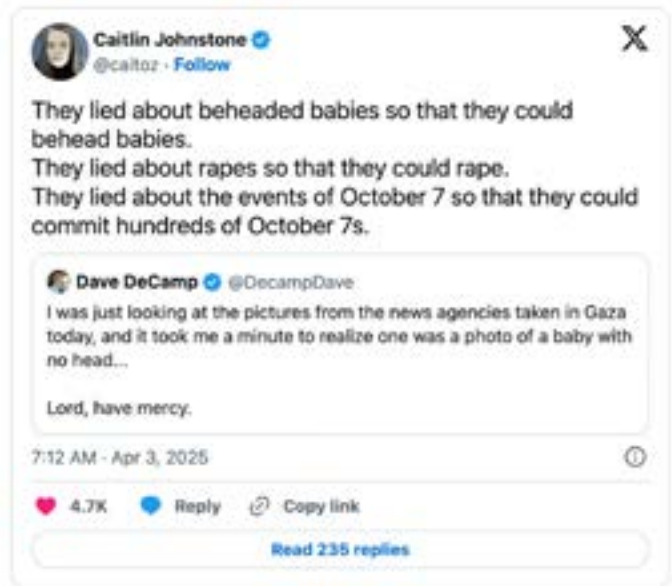 Caitlin Johnstone
@caitoz · Follow
They lied about beheaded babies so that they could
behead babies.
They lied about rapes so that they could rape.
They lied about the events of October 7 so that they could
commit hundreds of October 7s.
Dave DeCamp @DecampDave
I was just looking at the pictures from the news agencies taken in Gaza
today, and it took me a minute to realize one was a photo of a baby with
no head...
Lord, have mercy.
7:12 AM · Apr 3, 2025
4.7K Reply Copy link
Read 235 replies